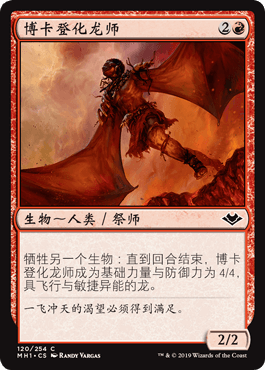 博卡登化龙师 2
生物～人类 / 祭师
牺牲另一个生物：直到回合结束，博卡
登化龙师成为基础力量与防御力为 4/4，
具飞行与敏捷异能的龙。
一飞冲天的渴望必须得到满足。
2/2
120/254 C
MH1 • CS RANDY VARGAS
™ & © 2019 Wizards of the Coast